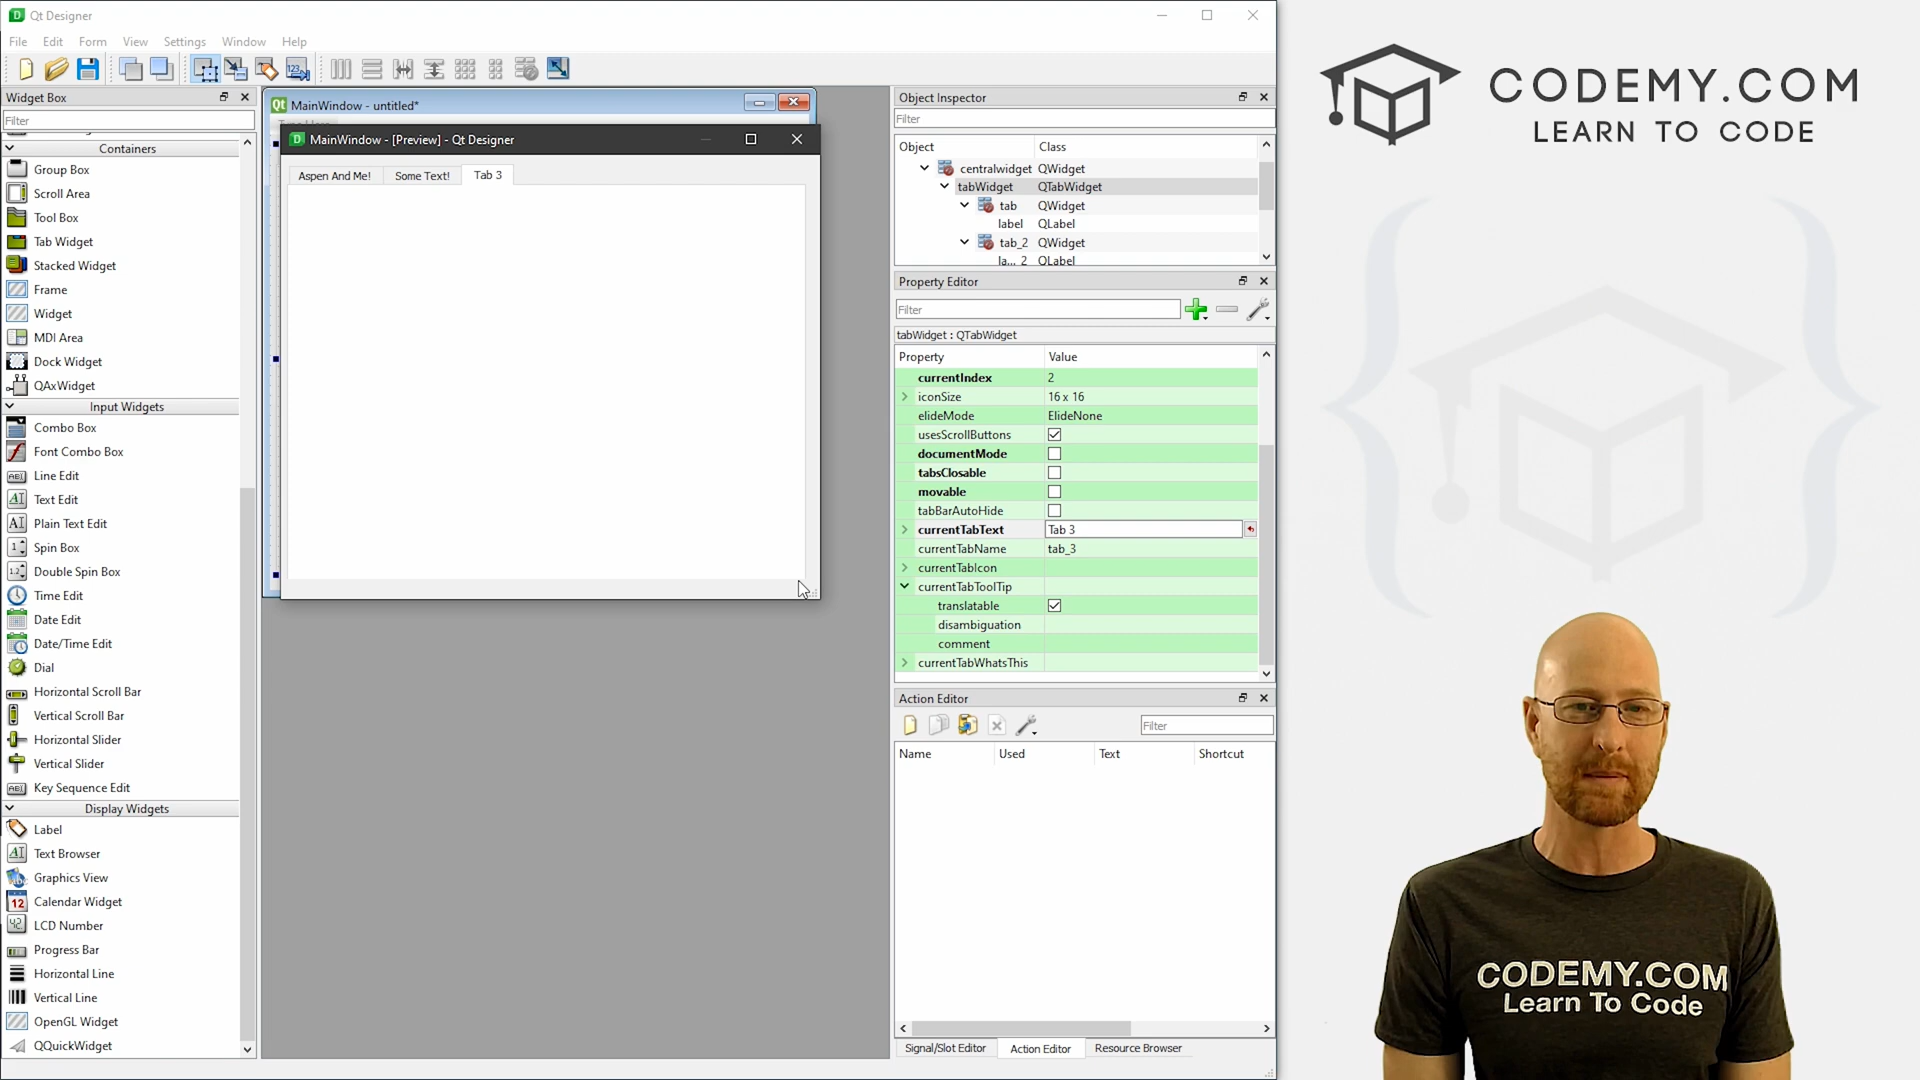 Qt Designer
File Edit Form View Settings Window Help
Widget Box
Filter
Containers
Group Box
Scroll Area
Tool Box
Tab Widget
Stacked Widget
Frame
Widget
MDI Area
Dock Widget
QAxWidget
Input Widgets
Combo Box
Font Combo Box
Line Edit
Text Edit
Plain Text Edit
Spin Box
Double Spin Box
Time Edit
Date Edit
Date/Time Edit
Dial
Horizontal Scroll Bar
Vertical Scroll Bar
Horizontal Slider
Vertical Slider
Key Sequence Edit
Display Widgets
Label
Text Browser
Graphics View
Calendar Widget
LCD Number
Progress Bar
Horizontal Line
Vertical Line
OpenGL Widget
QQuickWidget
MainWindow - untitled*
MainWindow - [Preview] - Qt Designer
Aspen And Me! Some Text! Tab 3
Object Inspector
Filter
Object Class
centralwidget QWidget
tabWidget QTabWidget
tab QWidget
label QLabel
tab_2 QWidget
la... 2 QLabel
Property Editor
Filter
tabWidget : QTabWidget
Property Value
currentIndex 2
iconSize 16 x 16
elideMode ElideNone
usesScrollButtons
documentMode
tabsClosable
movable
tabBarAutoHide
currentTabText Tab 3
currentTabName tab_3
currentTabIcon
currentTabToolTip
translatable
disambiguation
comment
currentTabWhatsThis
Action Editor
Filter
Name Used Text Shortcut
Signal/Slot Editor Action Editor Resource Browser
CODEMY.COM
LEARN TO CODE
CODEMY.COM
Learn To Code